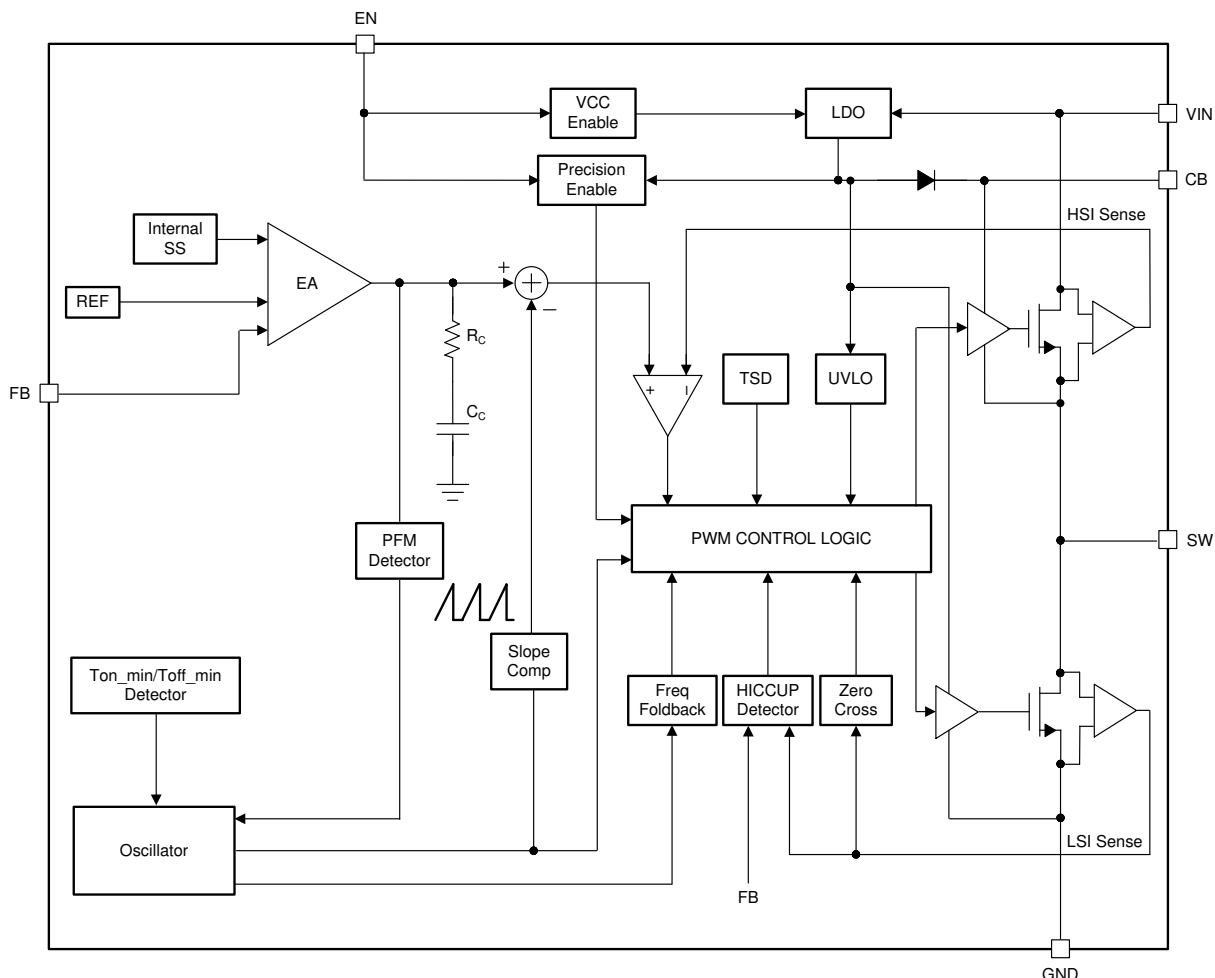 EN
VCC
Enable
LDO
VIN
Precision
Enable
CB
HSI Sense
Internal
SS
EA
+
+
−
REF
RC
FB
TSD
UVLO
+
−
CC
PWM CONTROL LOGIC
SW
PFM
Detector
Slope
Comp
Ton_min/Toff_min
Detector
Freq
Foldback
HICCUP
Detector
Zero
Cross
Oscillator
LSI Sense
FB
GND